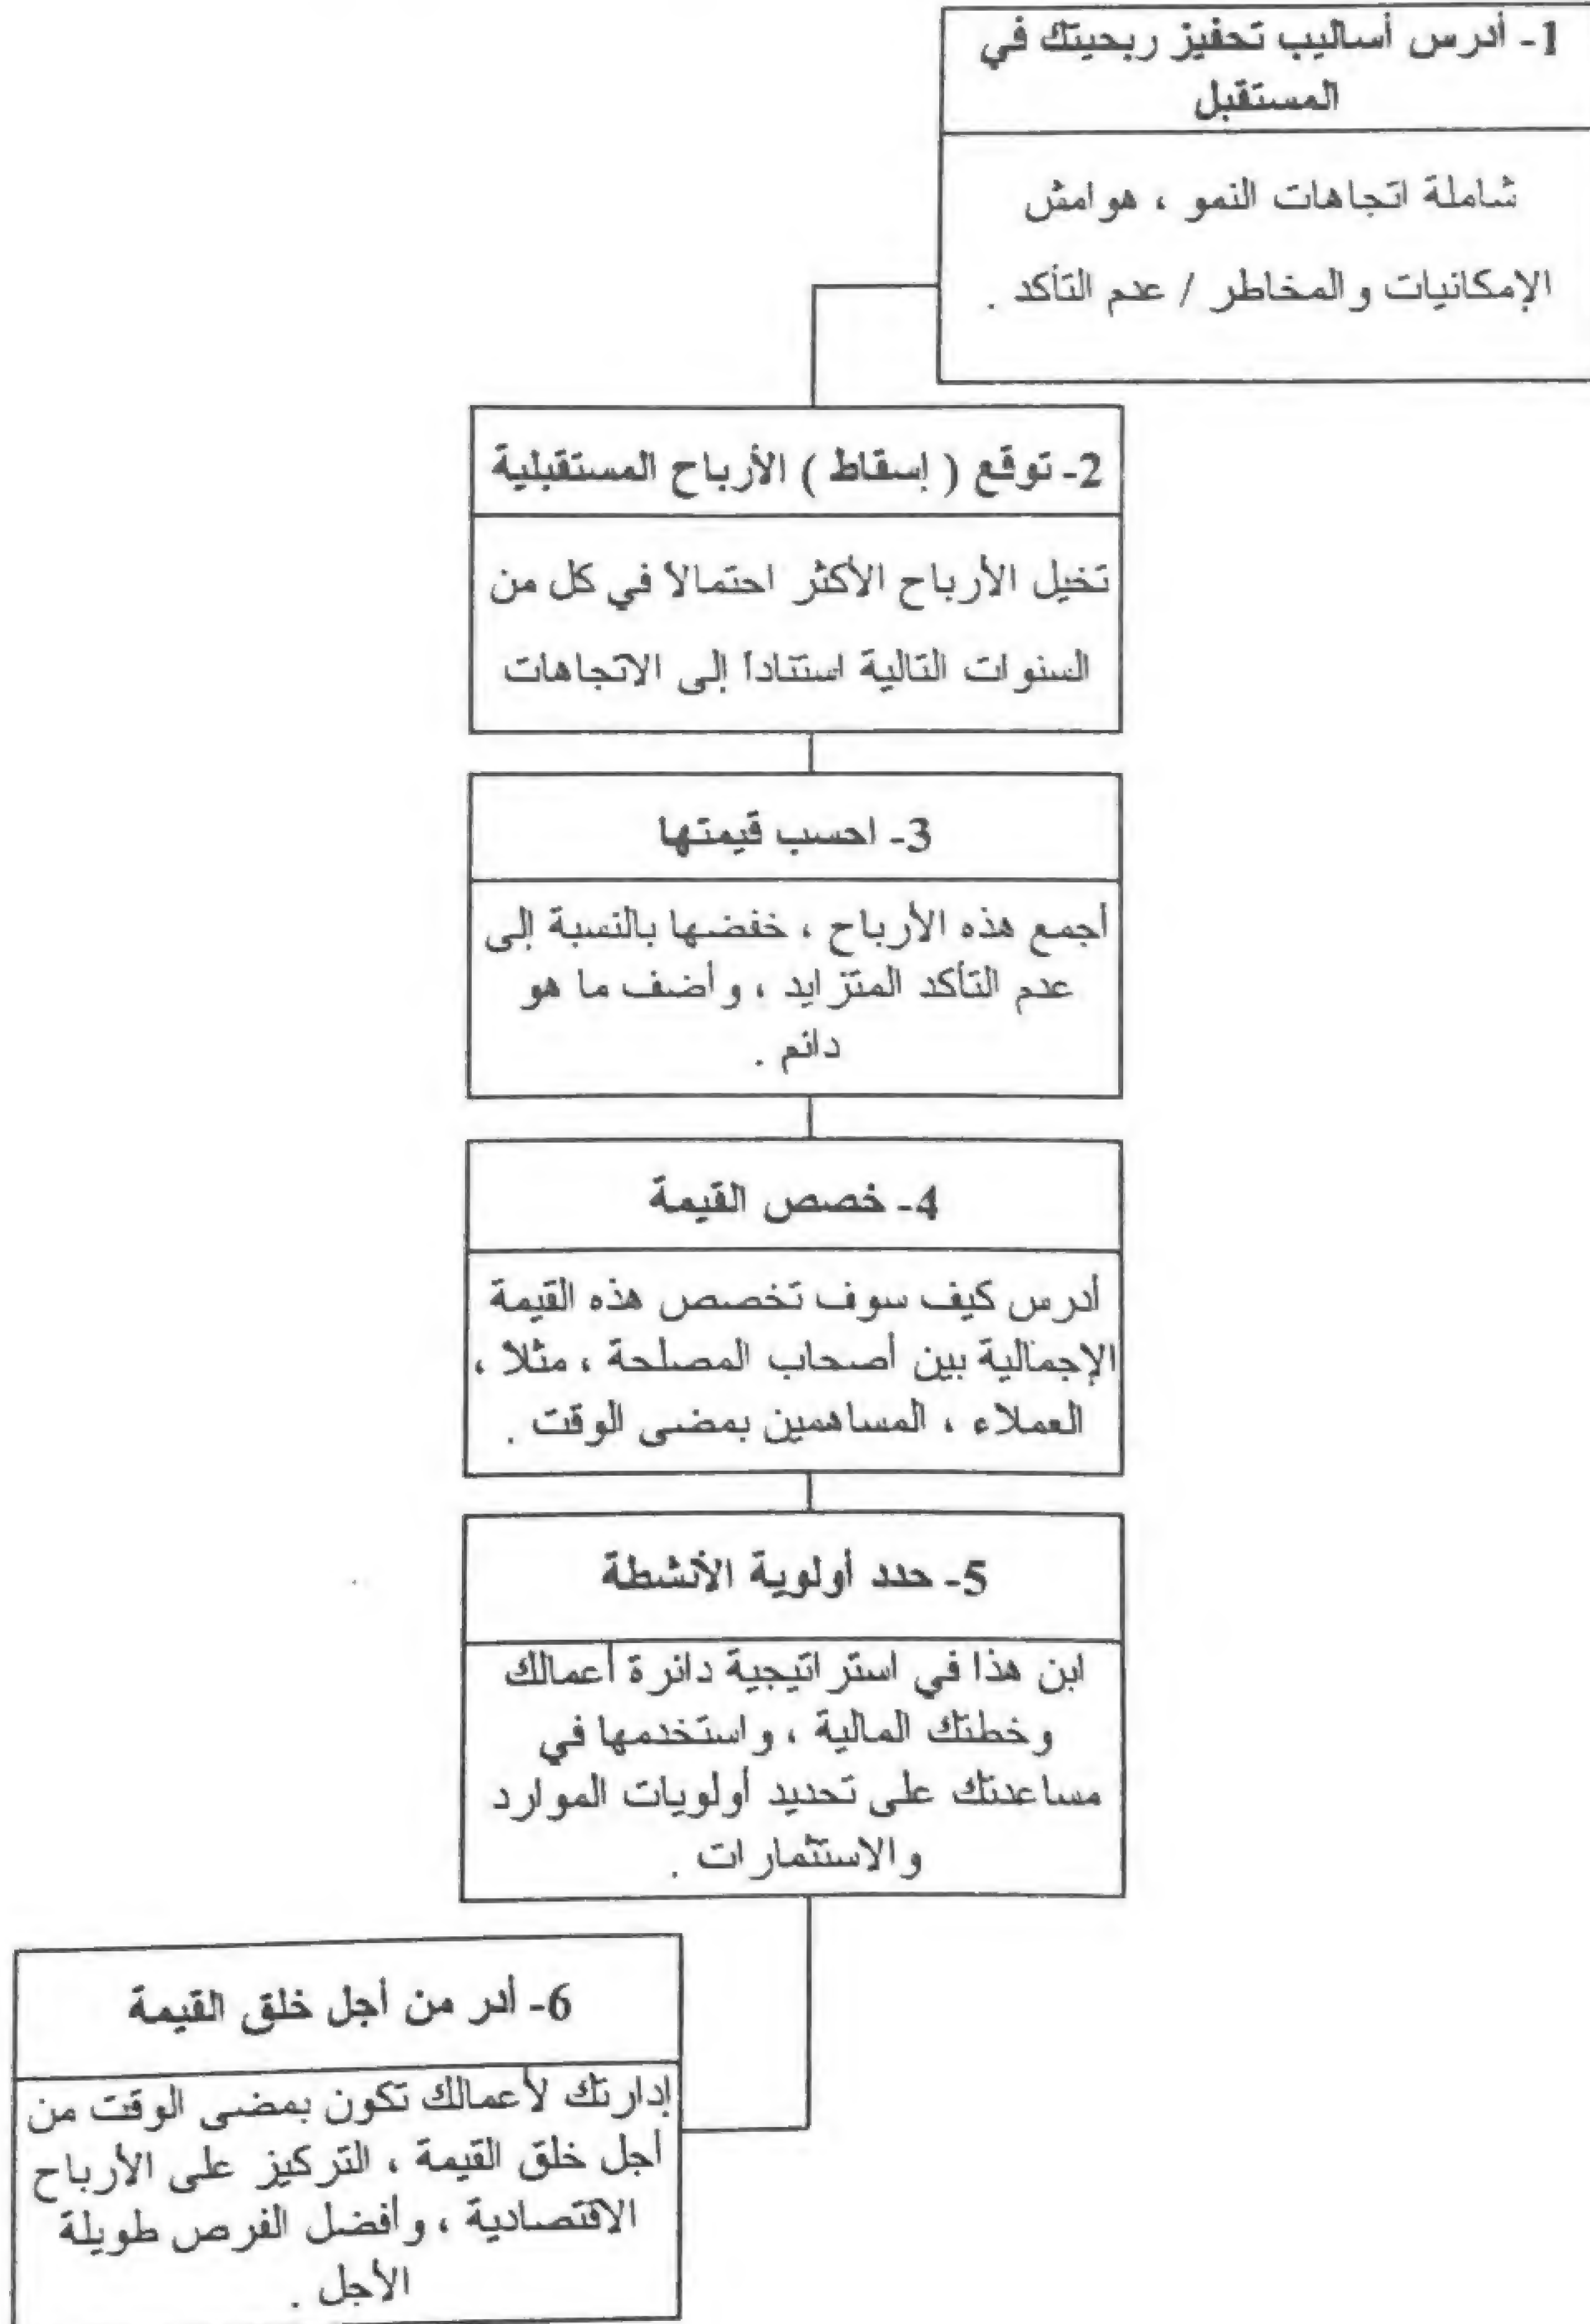 1- أدرس أساليب تحفيز ربحيتك في
المستقبل
شاملة اتجاهات النمو ، هوامش
الإمكانيات والمخاطر / عدم التأكد .
2- توقع ( إسقاط ) الأرباح المستقبلية
تخيل الأرباح الأكثر احتمالا في كل من
السنوات التالية استنادا إلى الاتجاهات
3- احسب قيمتها
أجمع هذه الأرباح ، خفضها بالنسبة إلى
عدم التأكد المتزايد ، وأضف ما هو
دائم .
4- خصص القيمة
أدرس كيف سوف تخصص هذه القيمة
الإجمالية بين أصحاب المصلحة ، مثلا ،
العملاء ، المساهمين بمضى الوقت .
5- حدد أولوية الأنشطة
ابن هذا في استراتيجية دائرة أعمالك
وخطتك المالية ، واستخدمها في
مساعدتك على تحديد أولويات الموارد
والاستثمارات .
6- أدر من أجل خلق القيمة
إدارتك لأعمالك تكون بمضى الوقت من
أجل خلق القيمة ، التركيز على الأرباح
الاقتصادية ، وأفضل الفرص طويلة
الأجل .